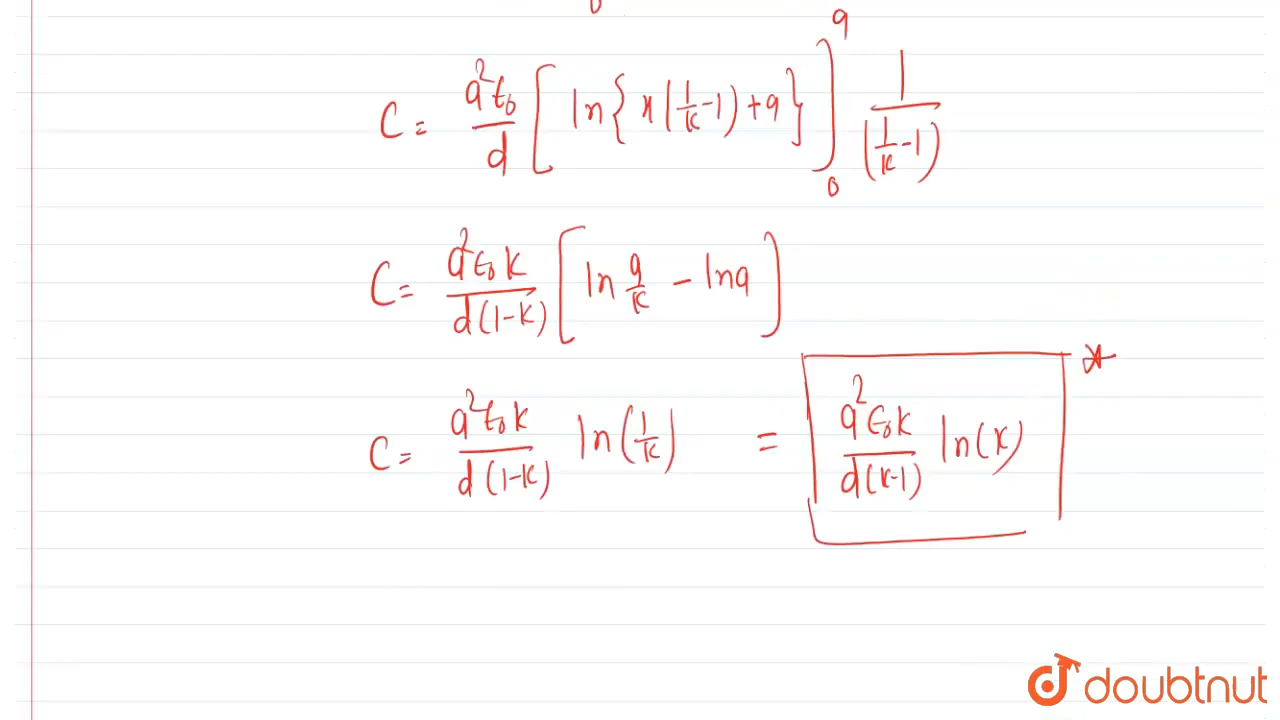 0
C = a²ε₀/d [ ln{ x(1/k - 1) + a } ]₀ᵃ 1/(1/k - 1)
C = a²ε₀k/d(1-k) [ ln a/k - ln a ]
C = a²ε₀k/d(1-k) ln(1/k) = a²ε₀k/d(k-1) ln(k) *
doubtnut